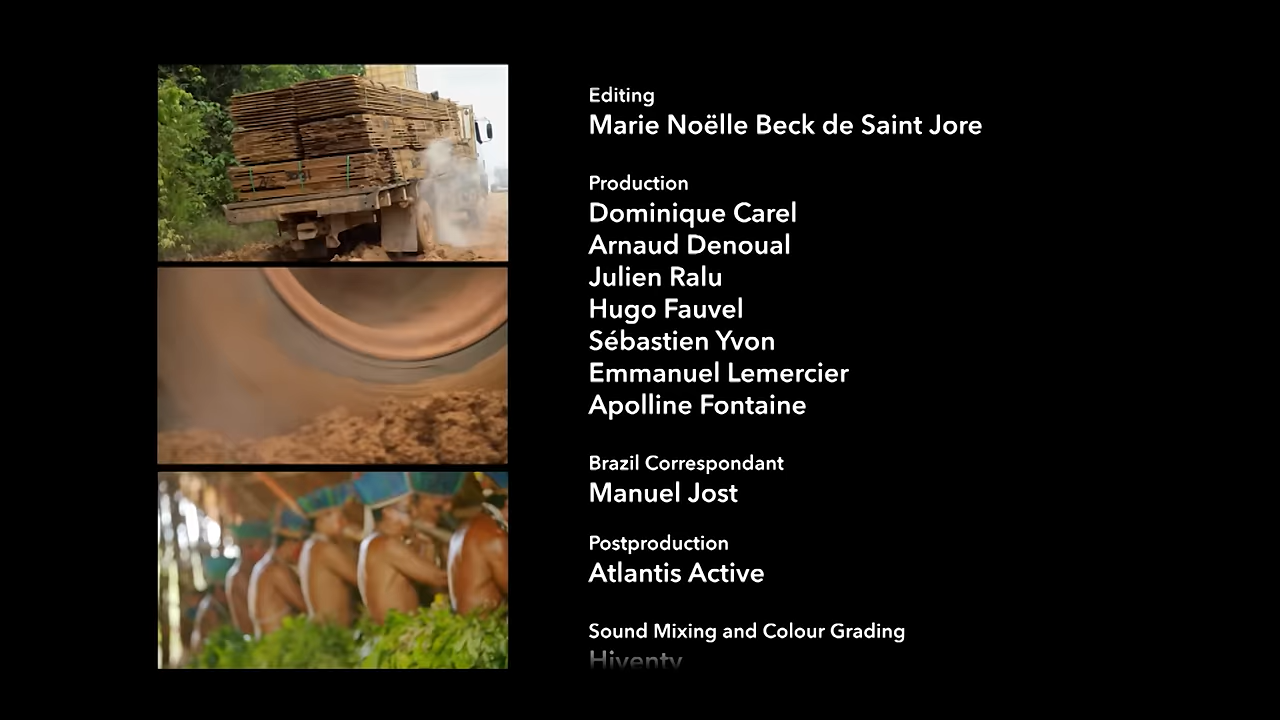 Editing
Marie Noëlle Beck de Saint Jore
Production
Dominique Carel
Arnaud Denoual
Julien Ralu
Hugo Fauvel
Sébastien Yvon
Emmanuel Lemercier
Apolline Fontaine
Brazil Correspondant
Manuel Jost
Postproduction
Atlantis Active
Sound Mixing and Colour Grading
Hiventy